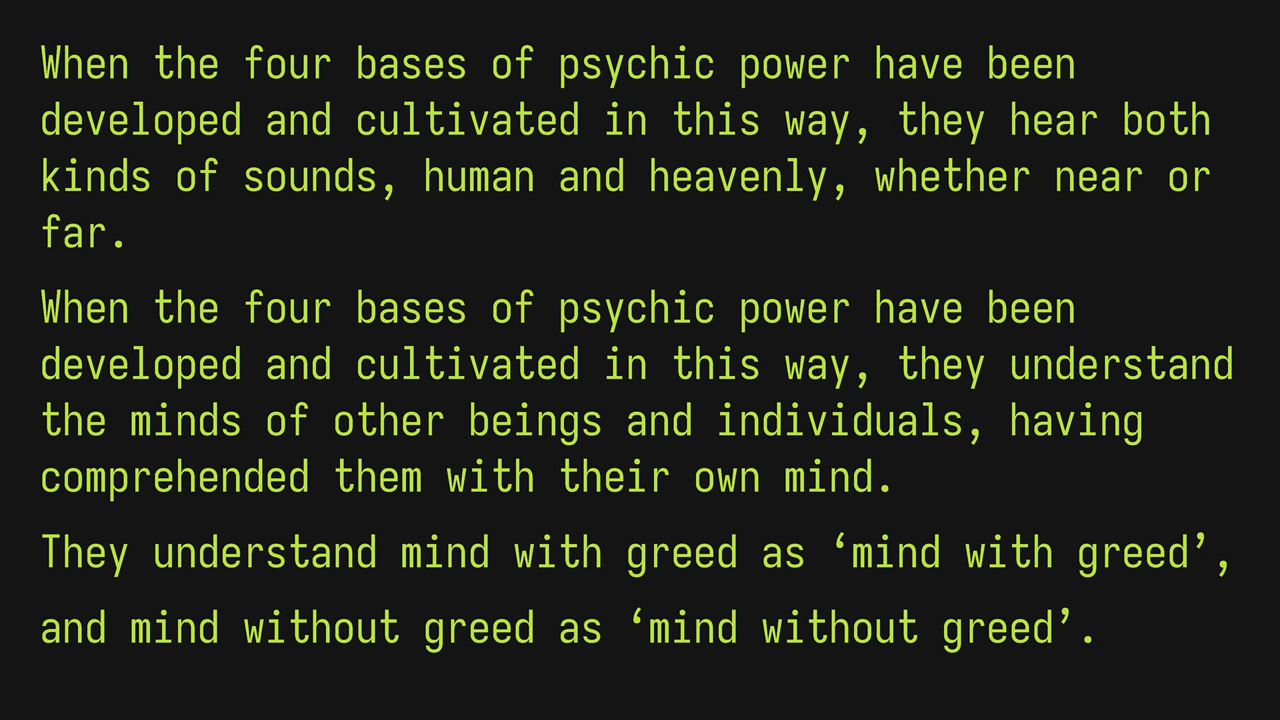 When the four bases of psychic power have been
developed and cultivated in this way, they hear both
kinds of sounds, human and heavenly, whether near or
far.
When the four bases of psychic power have been
developed and cultivated in this way, they understand
the minds of other beings and individuals, having
comprehended them with their own mind.
They understand mind with greed as ‘mind with greed’,
and mind without greed as ‘mind without greed’.